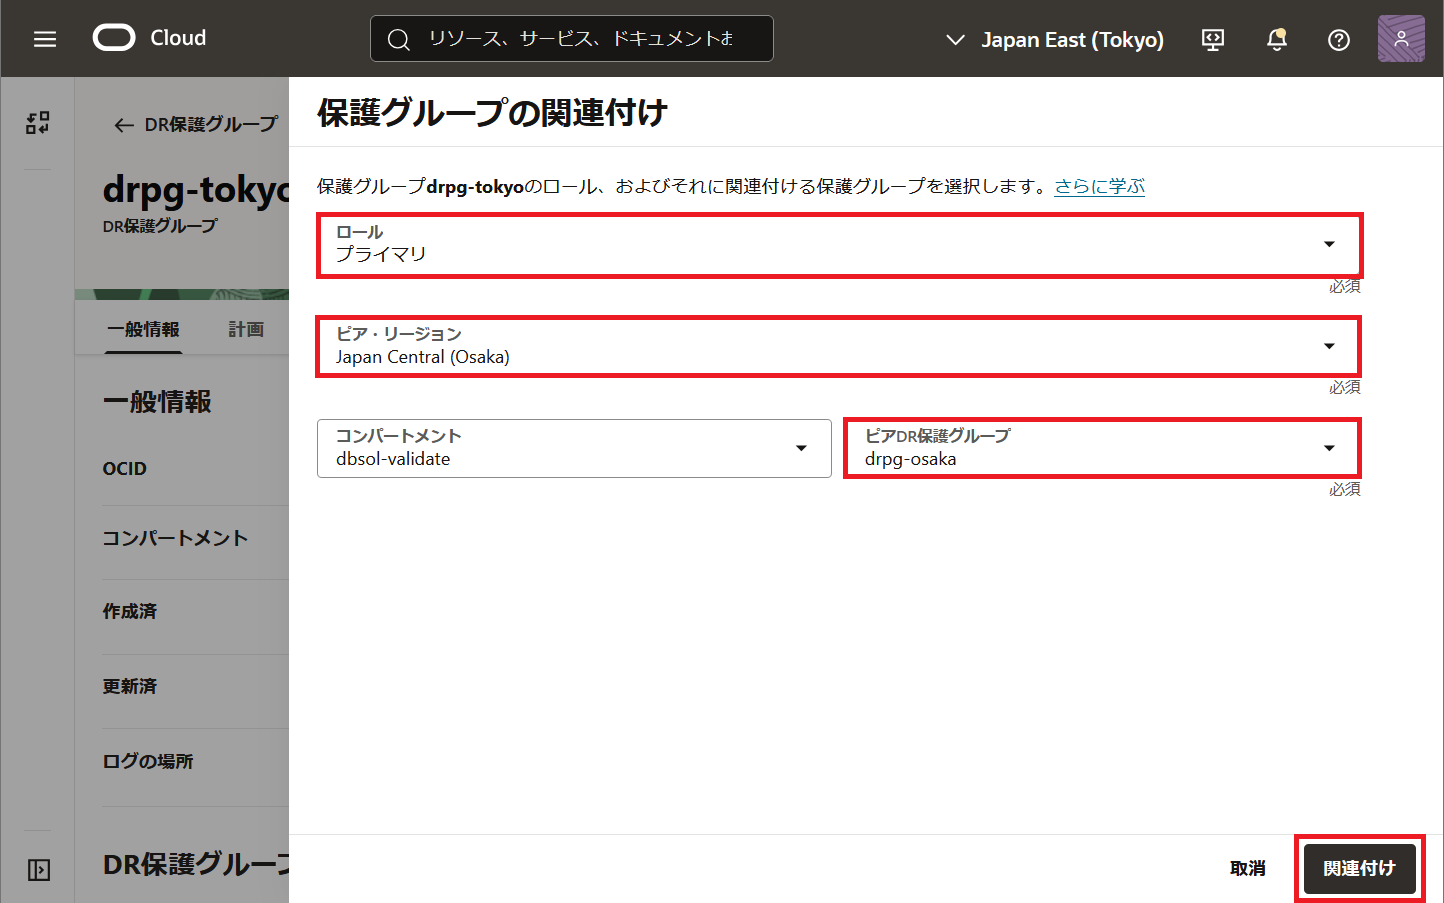 Cloud
リソース、サービス、ドキュメントお
Japan East (Tokyo)
DR保護グループ
drpg-tokyo
DR保護グループ
一般情報
計画
一般情報
OCID
コンパートメント
作成済
更新済
ログの場所
DR保護グループ
保護グループの関連付け
保護グループdrpg-tokyoのロール、およびそれに関連付ける保護グループを選択します。 さらに学ぶ
ロール
プライマリ
必須
ピア・リージョン
Japan Central (Osaka)
必須
コンパートメント
dbsol-validate
ピアDR保護グループ
drpg-osaka
必須
取消
関連付け